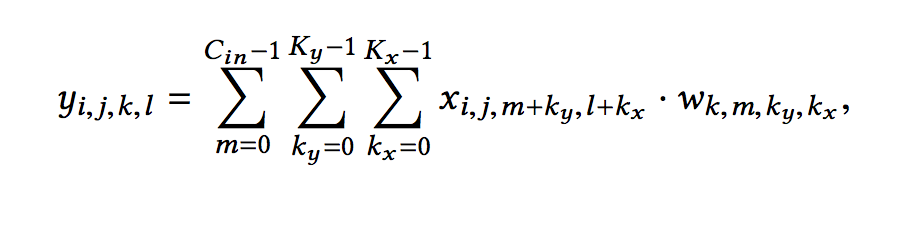 y_{i,j,k,l} = \sum_{m=0}^{C_{in}-1} \sum_{k_y=0}^{K_y-1} \sum_{k_x=0}^{K_x-1} x_{i,j,m+k_y,l+k_x} \cdot w_{k,m,k_y,k_x},